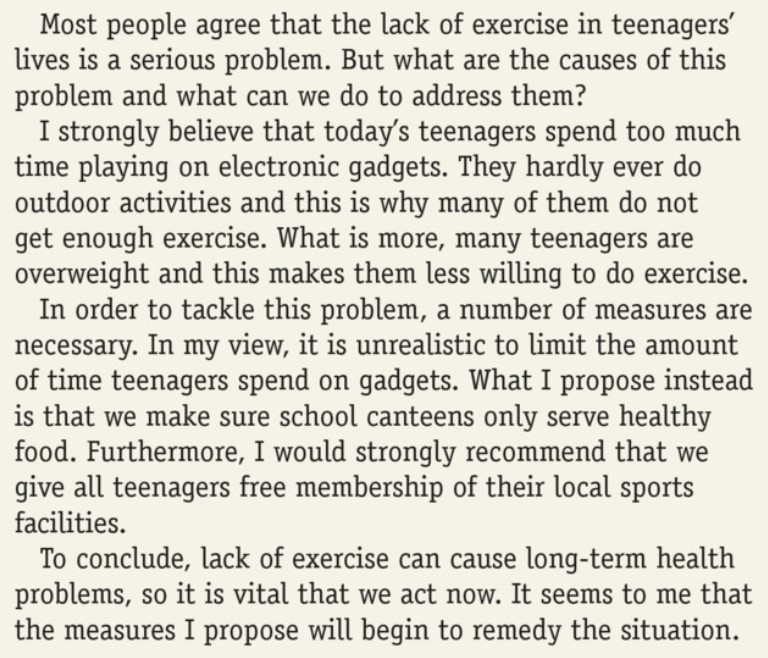 Most people agree that the lack of exercise in teenagers’
lives is a serious problem. But what are the causes of this
problem and what can we do to address them?
I strongly believe that today’s teenagers spend too much
time playing on electronic gadgets. They hardly ever do
outdoor activities and this is why many of them do not
get enough exercise. What is more, many teenagers are
overweight and this makes them less willing to do exercise.
In order to tackle this problem, a number of measures are
necessary. In my view, it is unrealistic to limit the amount
of time teenagers spend on gadgets. What I propose instead
is that we make sure school canteens only serve healthy
food. Furthermore, I would strongly recommend that we
give all teenagers free membership of their local sports
facilities.
To conclude, lack of exercise can cause long-term health
problems, so it is vital that we act now. It seems to me that
the measures I propose will begin to remedy the situation.